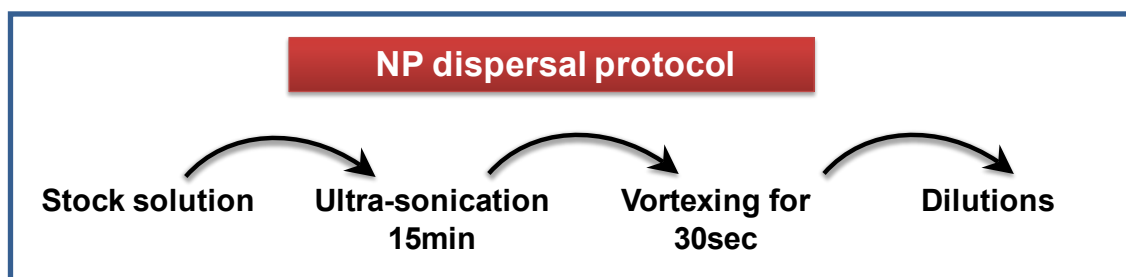 NP dispersal protocol
Stock solution
Ultra-sonication
15min
Vortexing for
30sec
Dilutions